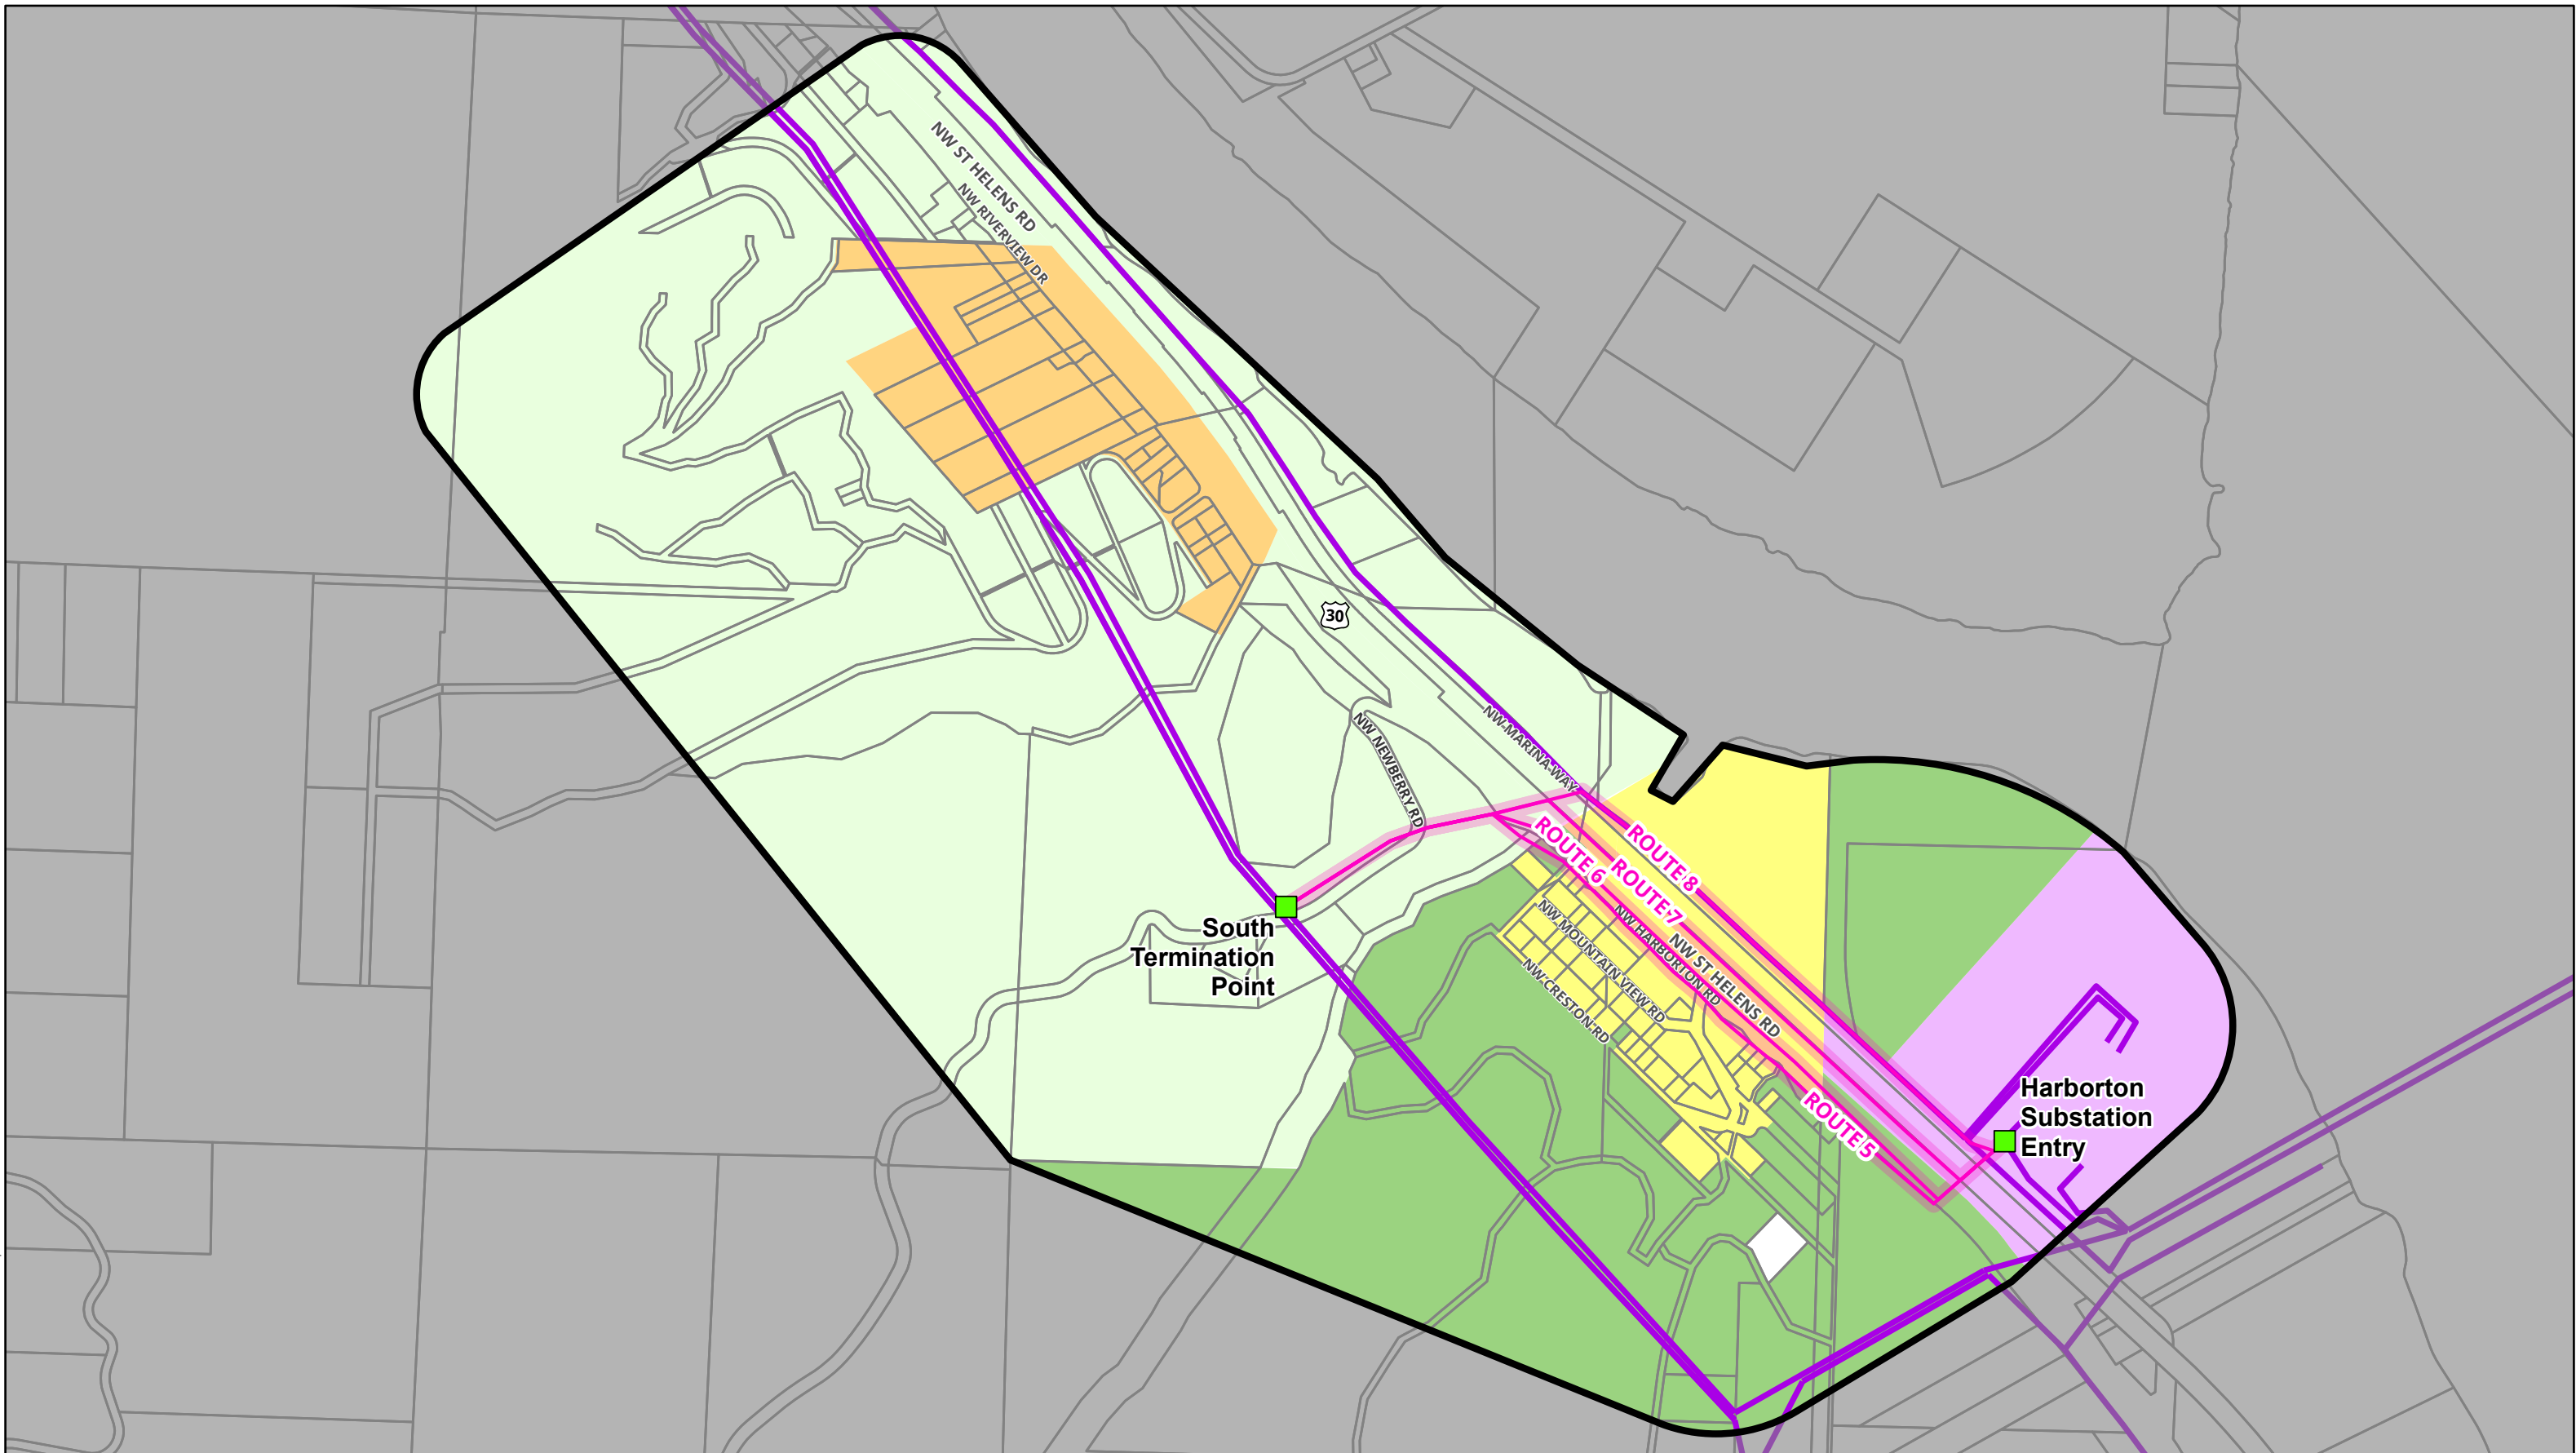 NW ST HELENS RD
NW RIVERVIEW DR
30
NW MARINA WAY
NW NEWBERRY RD
ROUTE 8
ROUTE 6
ROUTE 7
NW HARBORTON RD
NW ST HELENS RD
NW MOUNTAIN VIEW RD
NW CRESTON RD
South
Termination
Point
Harborton
Substation
Entry
ROUTE 5